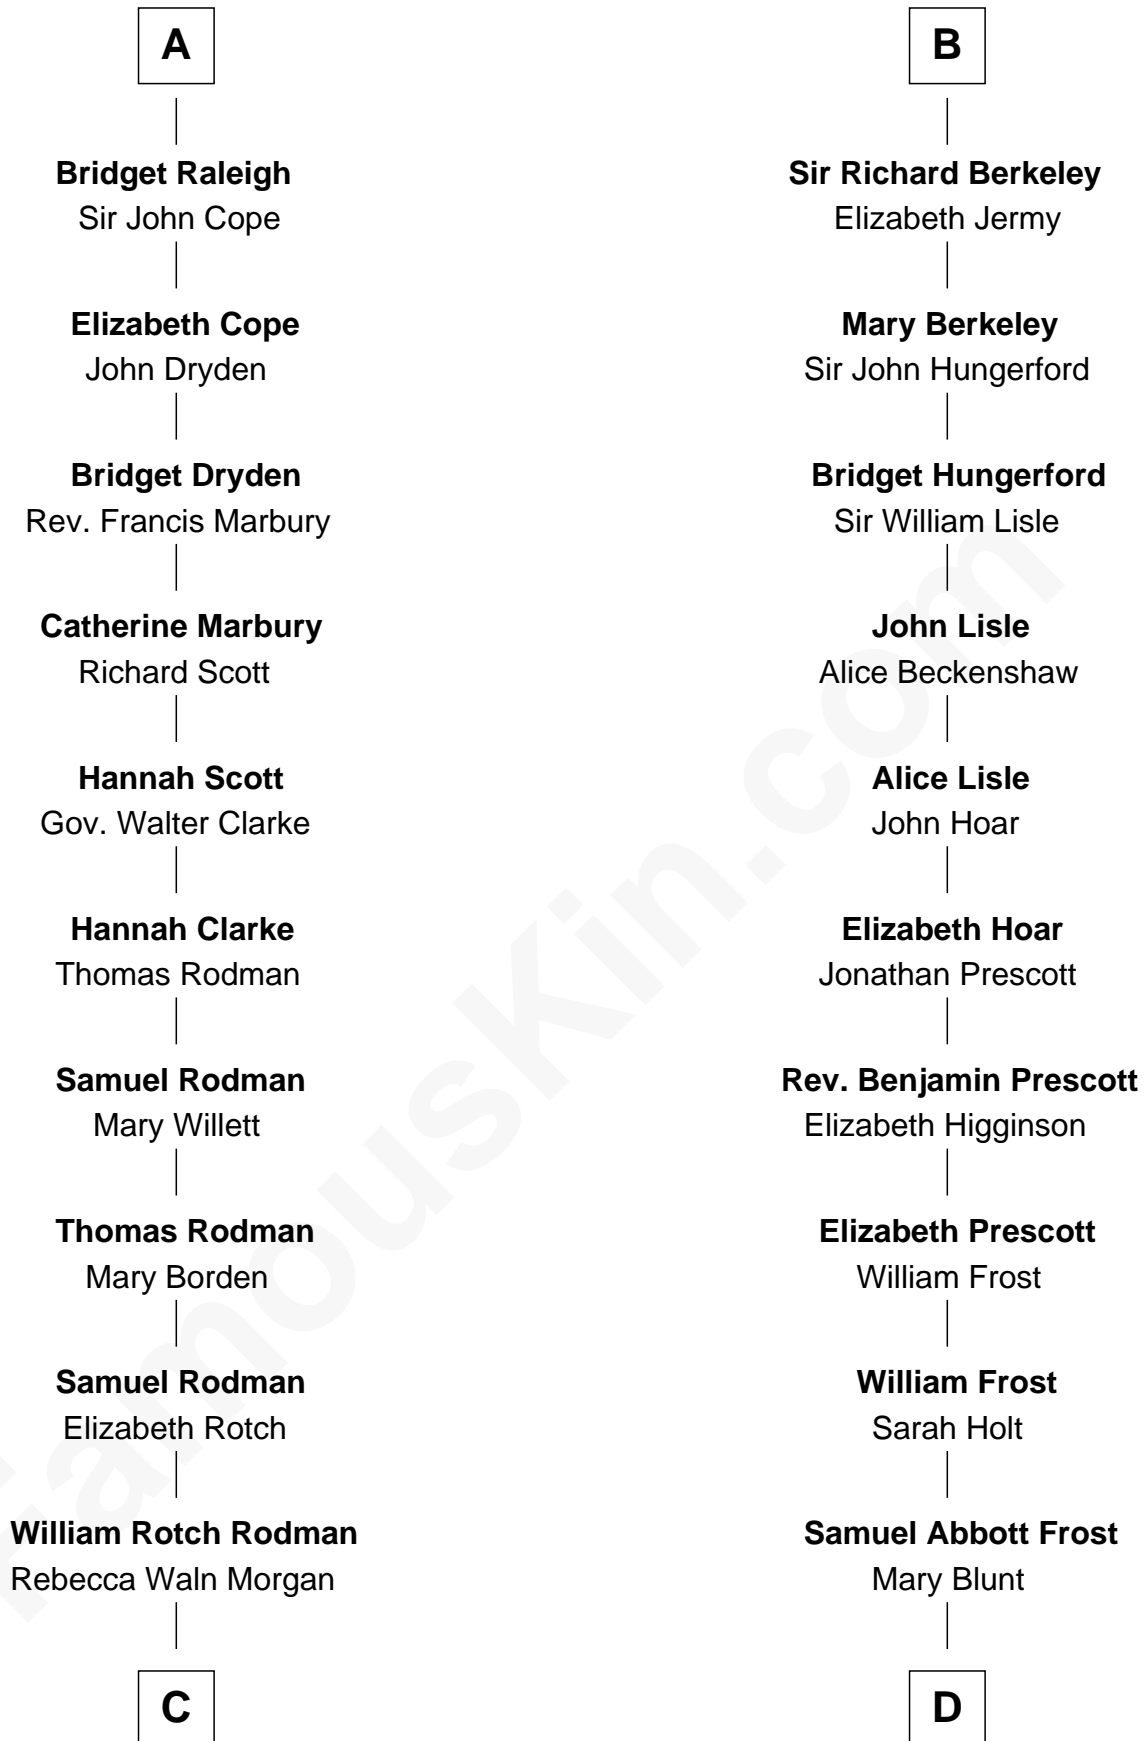 A
Bridget Raleigh
Sir John Cope
Elizabeth Cope
John Dryden
Bridget Dryden
Rev. Francis Marbury
Catherine Marbury
Richard Scott
Hannah Scott
Gov. Walter Clarke
Hannah Clarke
Thomas Rodman
Samuel Rodman
Mary Willett
Thomas Rodman
Mary Borden
Samuel Rodman
Elizabeth Rotch
William Rotch Rodman
Rebecca Waln Morgan
C
B
Sir Richard Berkeley
Elizabeth Jermy
Mary Berkeley
Sir John Hungerford
Bridget Hungerford
Sir William Lisle
John Lisle
Alice Beckenshaw
Alice Lisle
John Hoar
Elizabeth Hoar
Jonathan Prescott
Rev. Benjamin Prescott
Elizabeth Higginson
Elizabeth Prescott
William Frost
William Frost
Sarah Holt
Samuel Abbott Frost
Mary Blunt
D
FamousKin.com